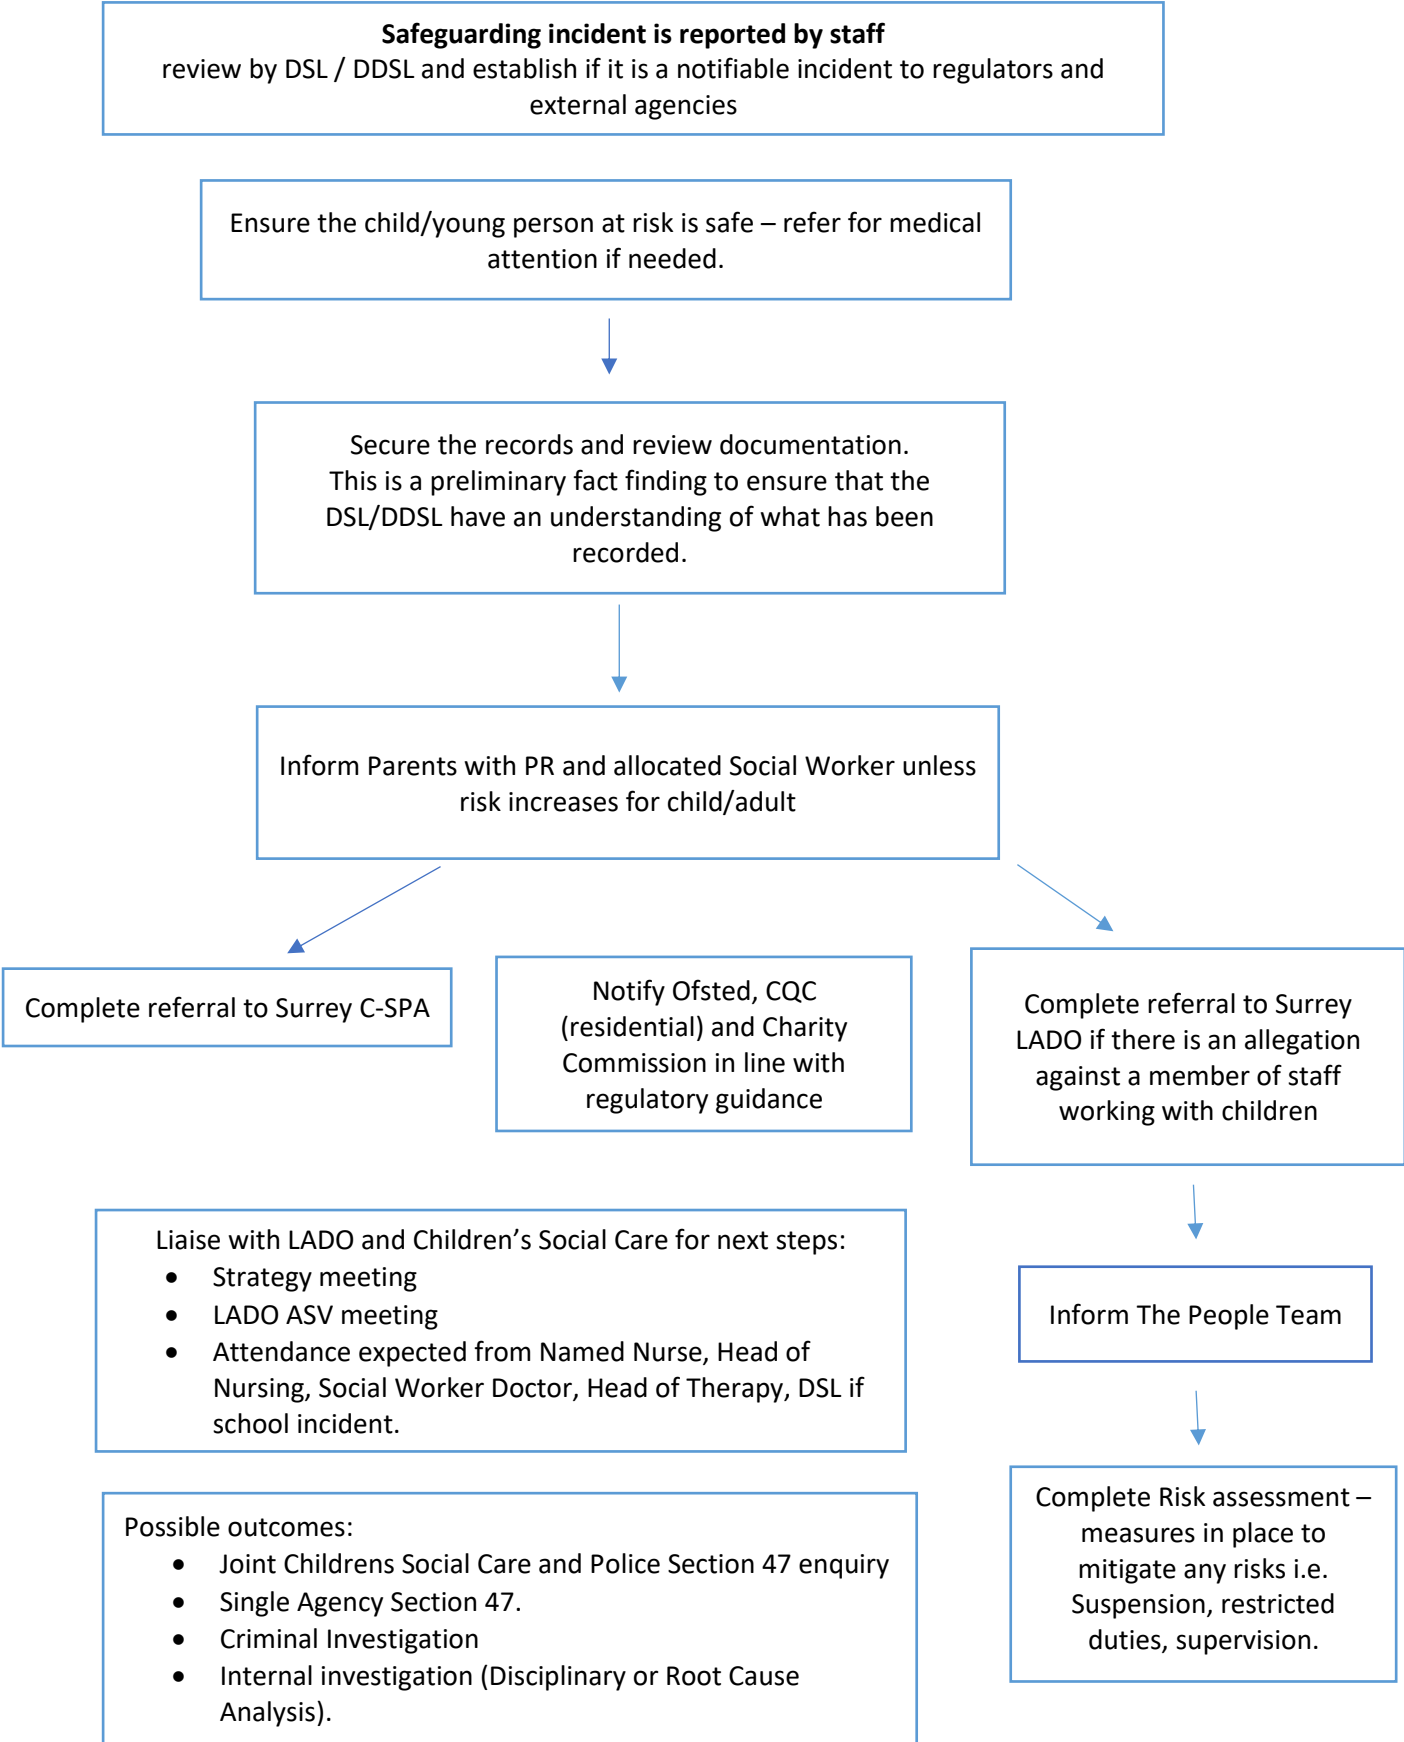 Safeguarding incident is reported by staff
review by DSL / DDSL and establish if it is a notifiable incident to regulators and
external agencies
Ensure the child/young person at risk is safe – refer for medical
attention if needed.
Secure the records and review documentation.
This is a preliminary fact finding to ensure that the
DSL/DDSL have an understanding of what has been
recorded.
Inform Parents with PR and allocated Social Worker unless
risk increases for child/adult
Complete referral to Surrey C-SPA
Notify Ofsted, CQC
(residential) and Charity
Commission in line with
regulatory guidance
Complete referral to Surrey
LADO if there is an allegation
against a member of staff
working with children
Liaise with LADO and Children’s Social Care for next steps:
• Strategy meeting
• LADO ASV meeting
• Attendance expected from Named Nurse, Head of
Nursing, Social Worker Doctor, Head of Therapy, DSL if
school incident.
Inform The People Team
Complete Risk assessment –
measures in place to
mitigate any risks i.e.
Suspension, restricted
duties, supervision.
Possible outcomes:
• Joint Childrens Social Care and Police Section 47 enquiry
• Single Agency Section 47.
• Criminal Investigation
• Internal investigation (Disciplinary or Root Cause
Analysis).